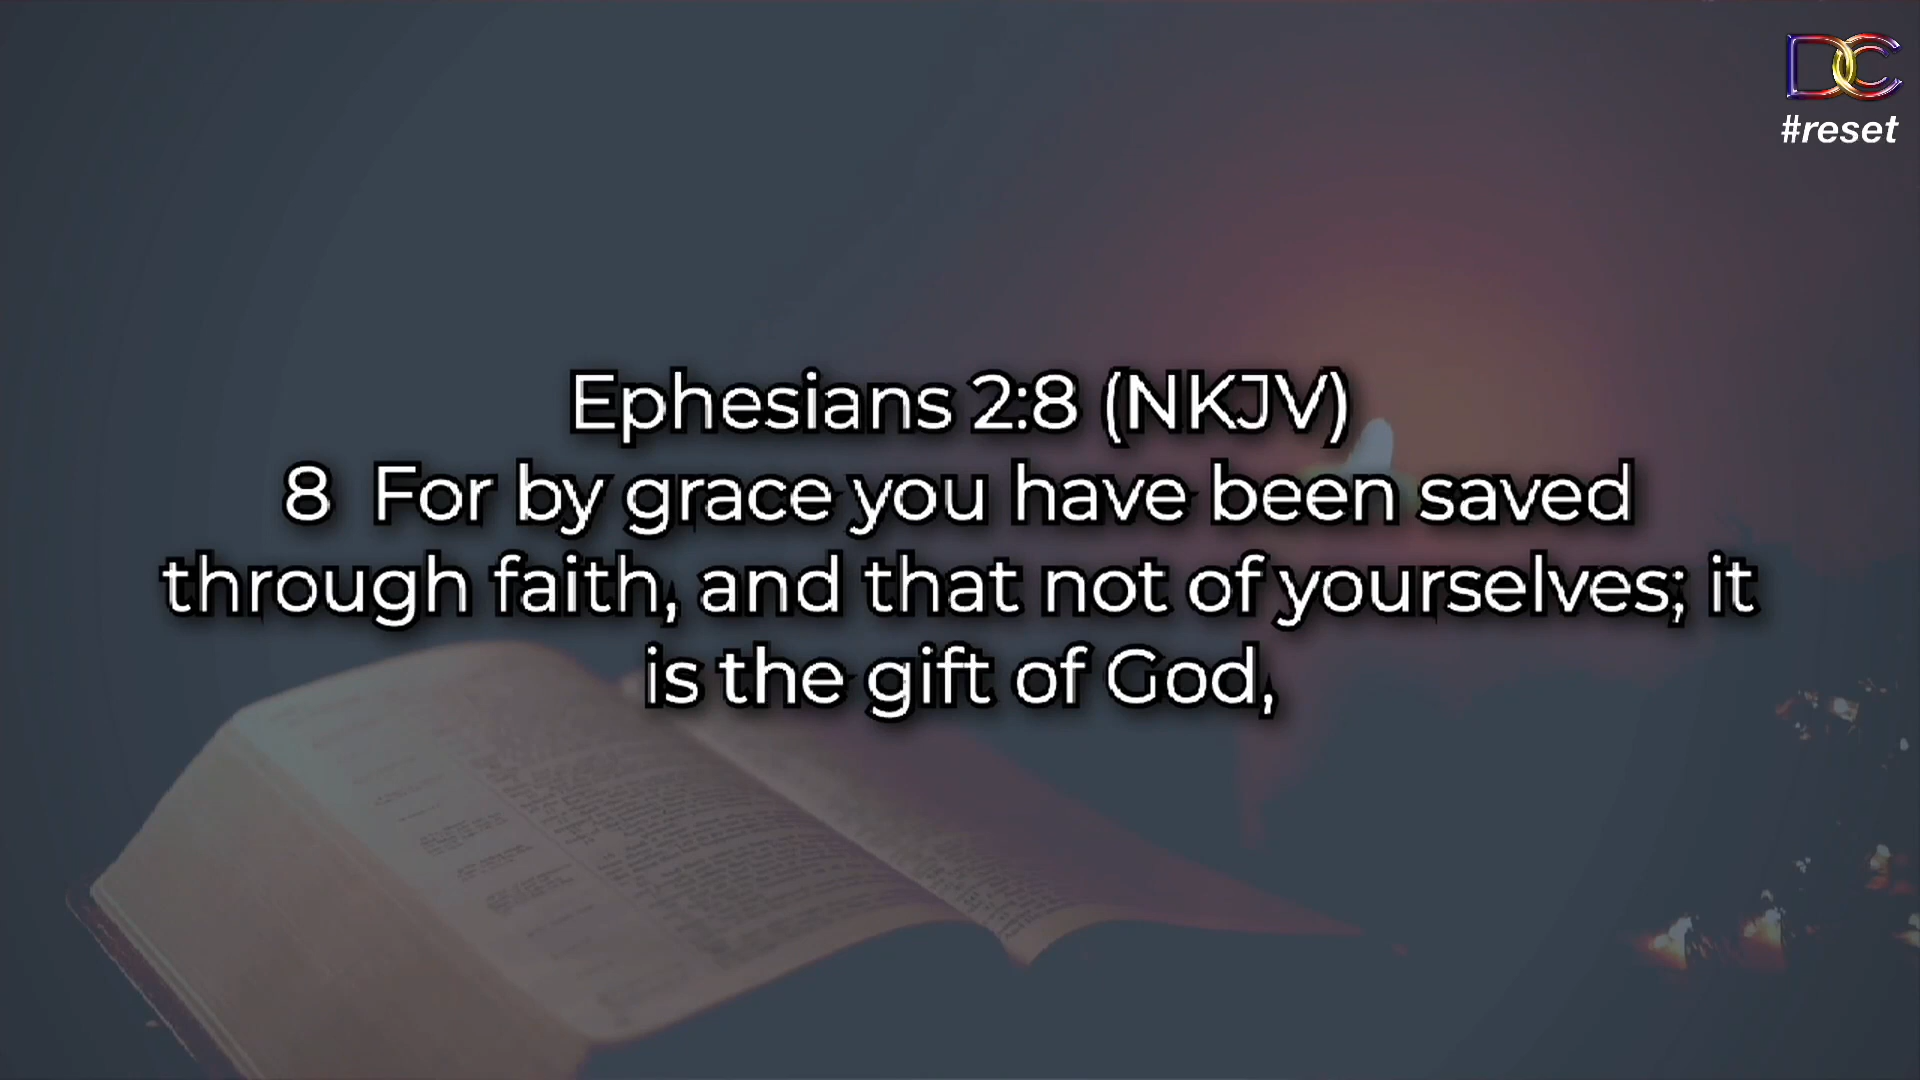 DC
#reset
Ephesians 2:8 (NKJV)
8 For by grace you have been saved
through faith, and that not of yourselves; it
is the gift of God,